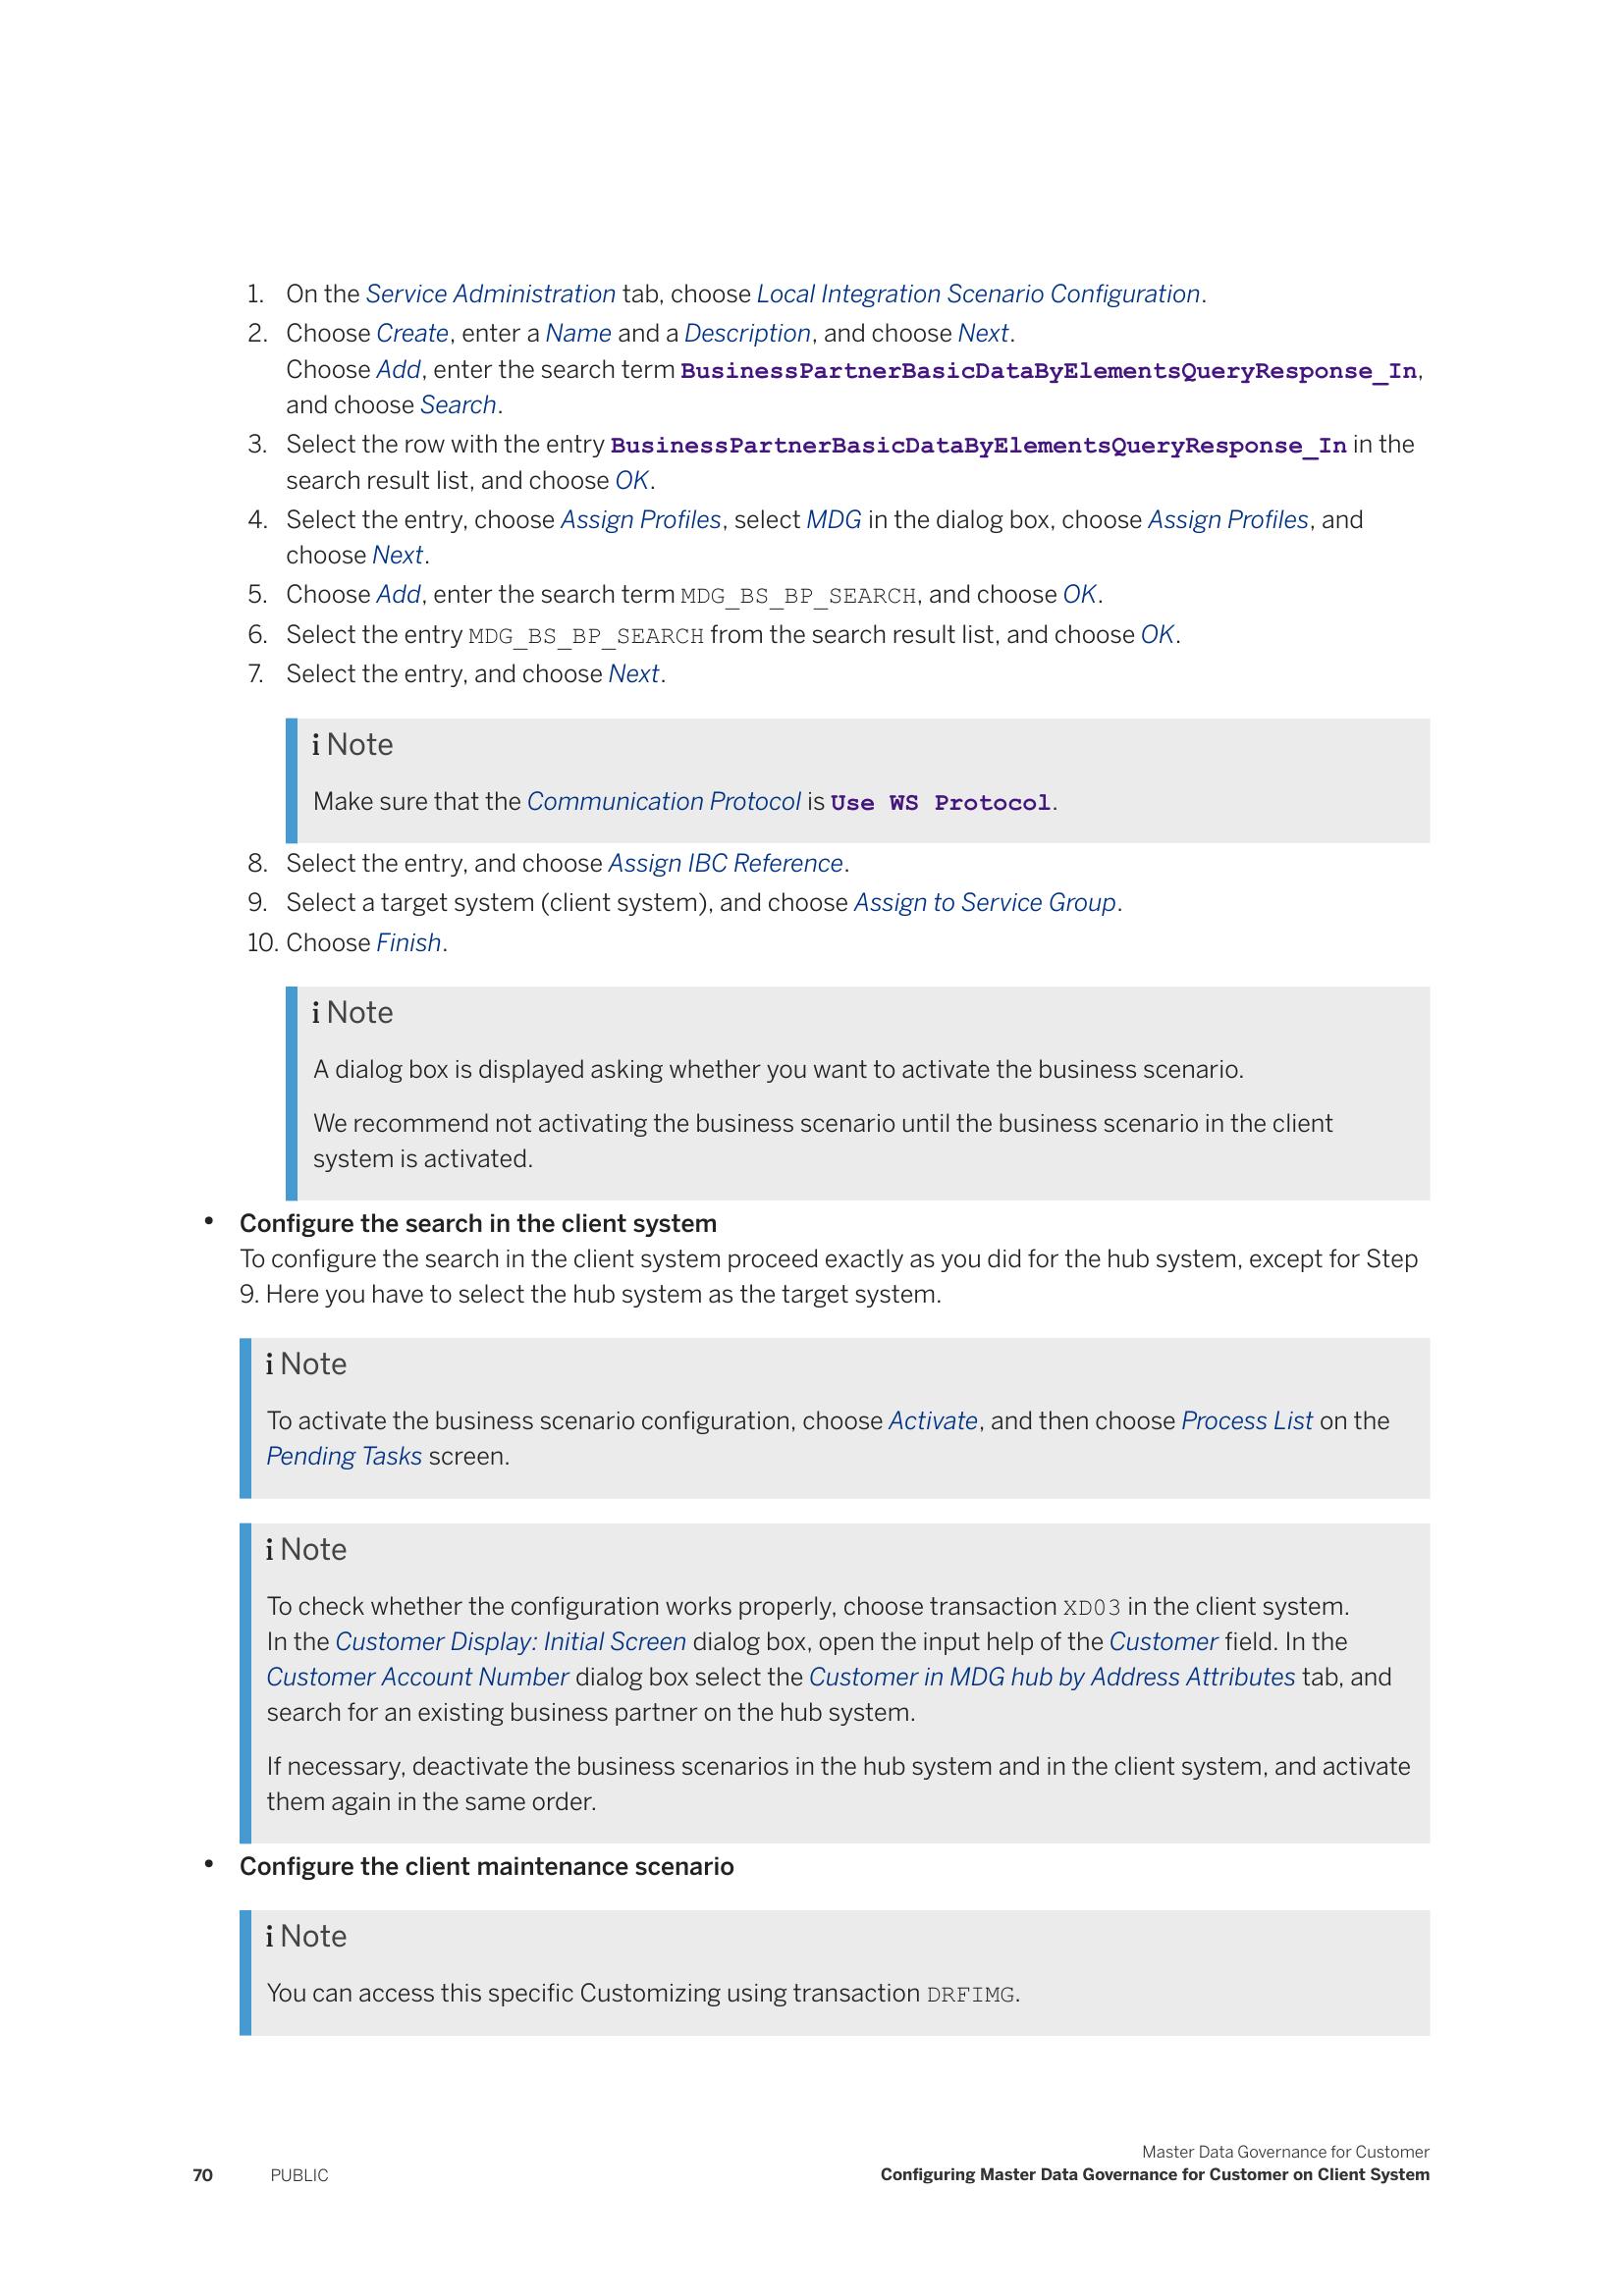 1. On the Service Administration tab, choose Local Integration Scenario Configuration.
2. Choose Create, enter a Name and a Description, and choose Next.
Choose Add, enter the search term BusinessPartnerBasicDataByElementsQueryResponse_In,
and choose Search.
3. Select the row with the entry BusinessPartnerBasicDataByElementsQueryResponse_In in the
search result list, and choose OK.
4. Select the entry, choose Assign Profiles, select MDG in the dialog box, choose Assign Profiles, and
choose Next.
5. Choose Add, enter the search term MDG_BS_BP_SEARCH, and choose OK.
6. Select the entry MDG_BS_BP_SEARCH from the search result list, and choose OK.
7. Select the entry, and choose Next.
i Note
Make sure that the Communication Protocol is Use WS Protocol.
8. Select the entry, and choose Assign IBC Reference.
9. Select a target system (client system), and choose Assign to Service Group.
10. Choose Finish.
i Note
A dialog box is displayed asking whether you want to activate the business scenario.
We recommend not activating the business scenario until the business scenario in the client
system is activated.
• Configure the search in the client system
To configure the search in the client system proceed exactly as you did for the hub system, except for Step
9. Here you have to select the hub system as the target system.
i Note
To activate the business scenario configuration, choose Activate, and then choose Process List on the
Pending Tasks screen.
i Note
To check whether the configuration works properly, choose transaction XD03 in the client system.
In the Customer Display: Initial Screen dialog box, open the input help of the Customer field. In the
Customer Account Number dialog box select the Customer in MDG hub by Address Attributes tab, and
search for an existing business partner on the hub system.
If necessary, deactivate the business scenarios in the hub system and in the client system, and activate
them again in the same order.
• Configure the client maintenance scenario
i Note
You can access this specific Customizing using transaction DRFIMG.
Master Data Governance for Customer
70 PUBLIC Configuring Master Data Governance for Customer on Client System